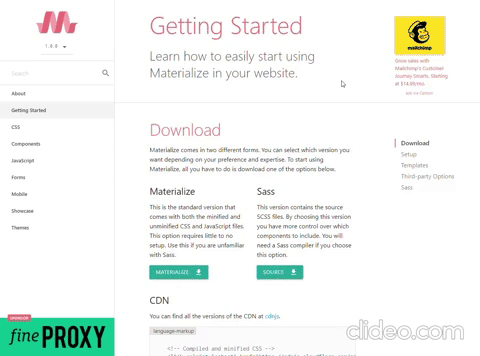 1.0.0
Search
About
Getting Started
CSS
Components
JavaScript
Forms
Mobile
Showcase
Themes
SPONSOR
fine PROXY
Getting Started
Learn how to easily start using
Materialize in your website.
mailchimp
Grow sales with
Mailchimp's Customer
Journey Smarts. Starting
at $14.99/mo.
ads via Carbon
Download
Materialize comes in two different forms. You can select which version you
want depending on your preference and expertise. To start using
Materialize, all you have to do is download one of the options below.
Materialize
This is the standard version that
comes with both the minified and
unminified CSS and JavaScript files.
This option requires little to no
setup. Use this if you are unfamiliar
with Sass.
MATERIALIZE
Sass
This version contains the source
SCSS files. By choosing this version
you have more control over which
components to include. You will
need a Sass compiler if you choose
this option.
SOURCE
CDN
You can find all the versions of the CDN at cdnjs.
language-markup
<!-- Compiled and minified CSS -->
Download
Setup
Templates
Third-party Options
Sass
clideo.com